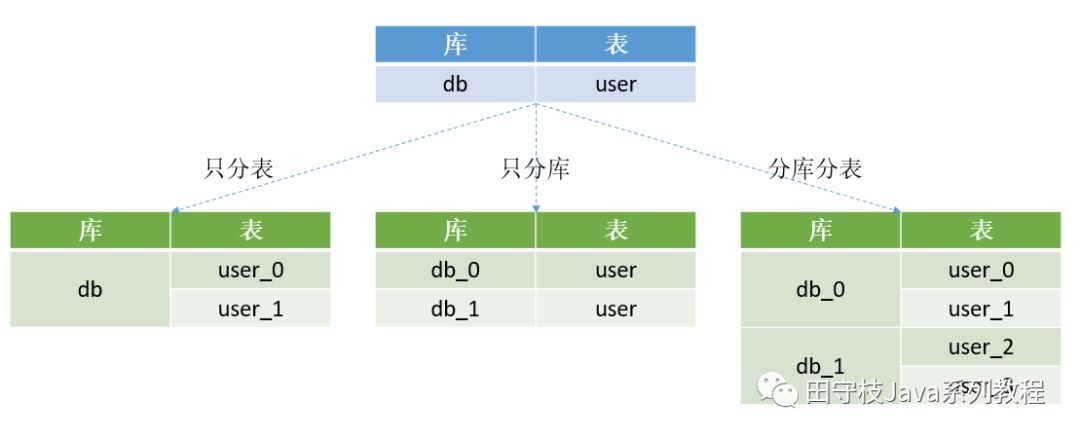 库 表
db user
只分表 只分库 分库分表
库 表
db
user_0
user_1
库 表
db_0 user
db_1 user
库 表
db_0
user_0
user_1
db_1
user_2
田守枝Java系列教程